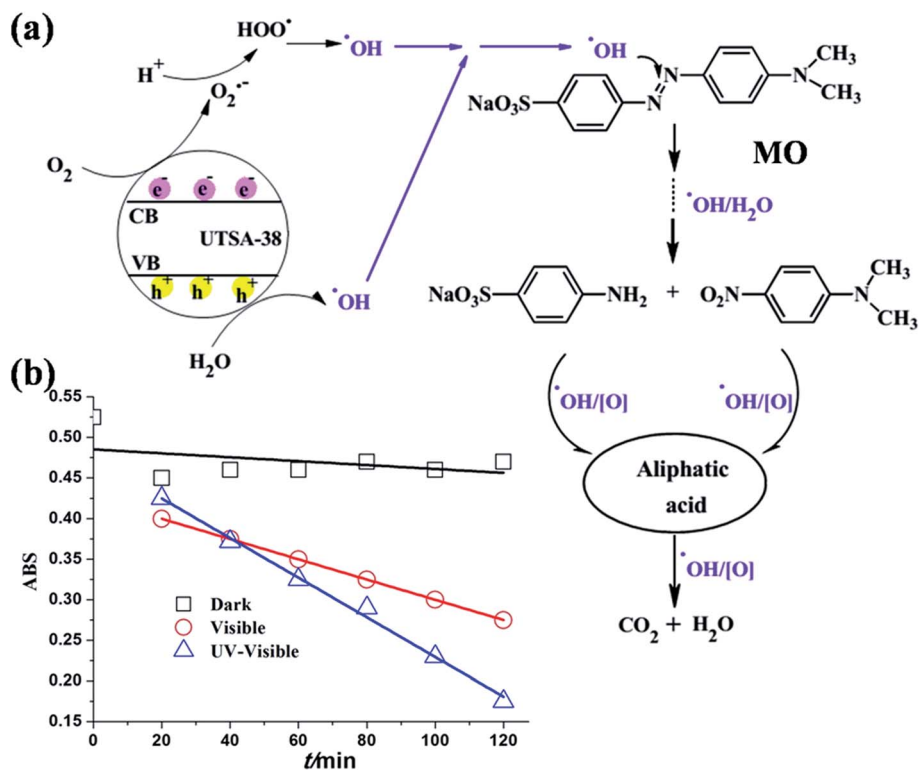 (a)
HOO•
•OH
•OH
H+
O2•-
NaO3S
N
N
N
CH3
CH3
MO
O2
e- e- e-
CB
UTSA-38
VB
h+ h+ h+
•OH
H2O
•OH/H2O
NaO3S
NH2
+
O2N
N
CH3
CH3
•OH/[O]
•OH/[O]
Aliphatic
acid
•OH/[O]
CO2 + H2O
(b)
0.55
0.50
0.45
0.40
0.35
0.30
0.25
0.20
0.15
ABS
Dark
Visible
UV-Visible
0 20 40 60 80 100 120
t/min